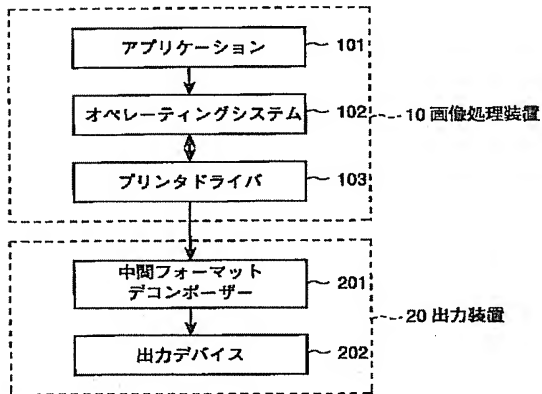 アプリケーション 101
オペレーティングシステム 102
10 画像処理装置
プリンタドライバ 103
中間フォーマット
デコンポーザー 201
20 出力装置
出力デバイス 202